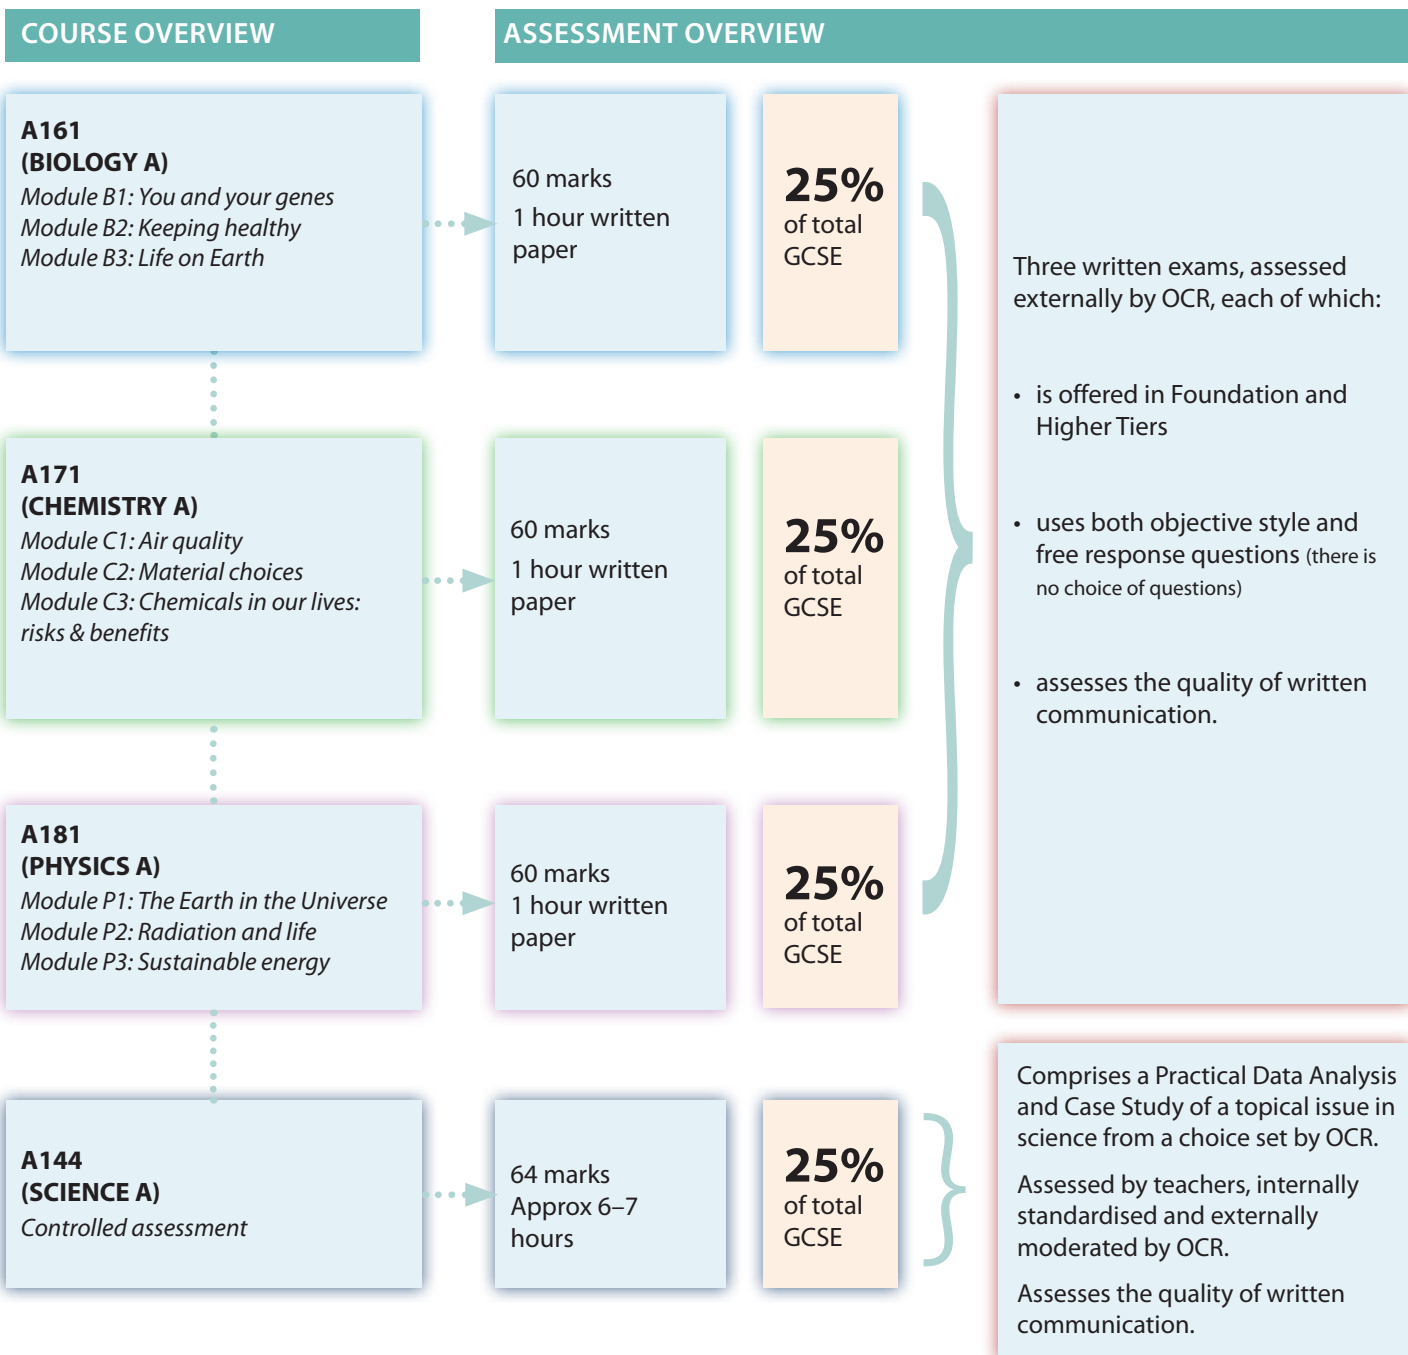 COURSE OVERVIEW
ASSESSMENT OVERVIEW
A161
(BIOLOGY A)
Module B1: You and your genes
Module B2: Keeping healthy
Module B3: Life on Earth
60 marks
1 hour written
paper
25%
of total
GCSE
A171
(CHEMISTRY A)
Module C1: Air quality
Module C2: Material choices
Module C3: Chemicals in our lives:
risks & benefits
60 marks
1 hour written
paper
25%
of total
GCSE
A181
(PHYSICS A)
Module P1: The Earth in the Universe
Module P2: Radiation and life
Module P3: Sustainable energy
60 marks
1 hour written
paper
25%
of total
GCSE
Three written exams, assessed
externally by OCR, each of which:
• is offered in Foundation and
Higher Tiers
• uses both objective style and
free response questions (there is
no choice of questions)
• assesses the quality of written
communication.
A144
(SCIENCE A)
Controlled assessment
64 marks
Approx 6–7
hours
25%
of total
GCSE
Comprises a Practical Data Analysis
and Case Study of a topical issue in
science from a choice set by OCR.
Assessed by teachers, internally
standardised and externally
moderated by OCR.
Assesses the quality of written
communication.